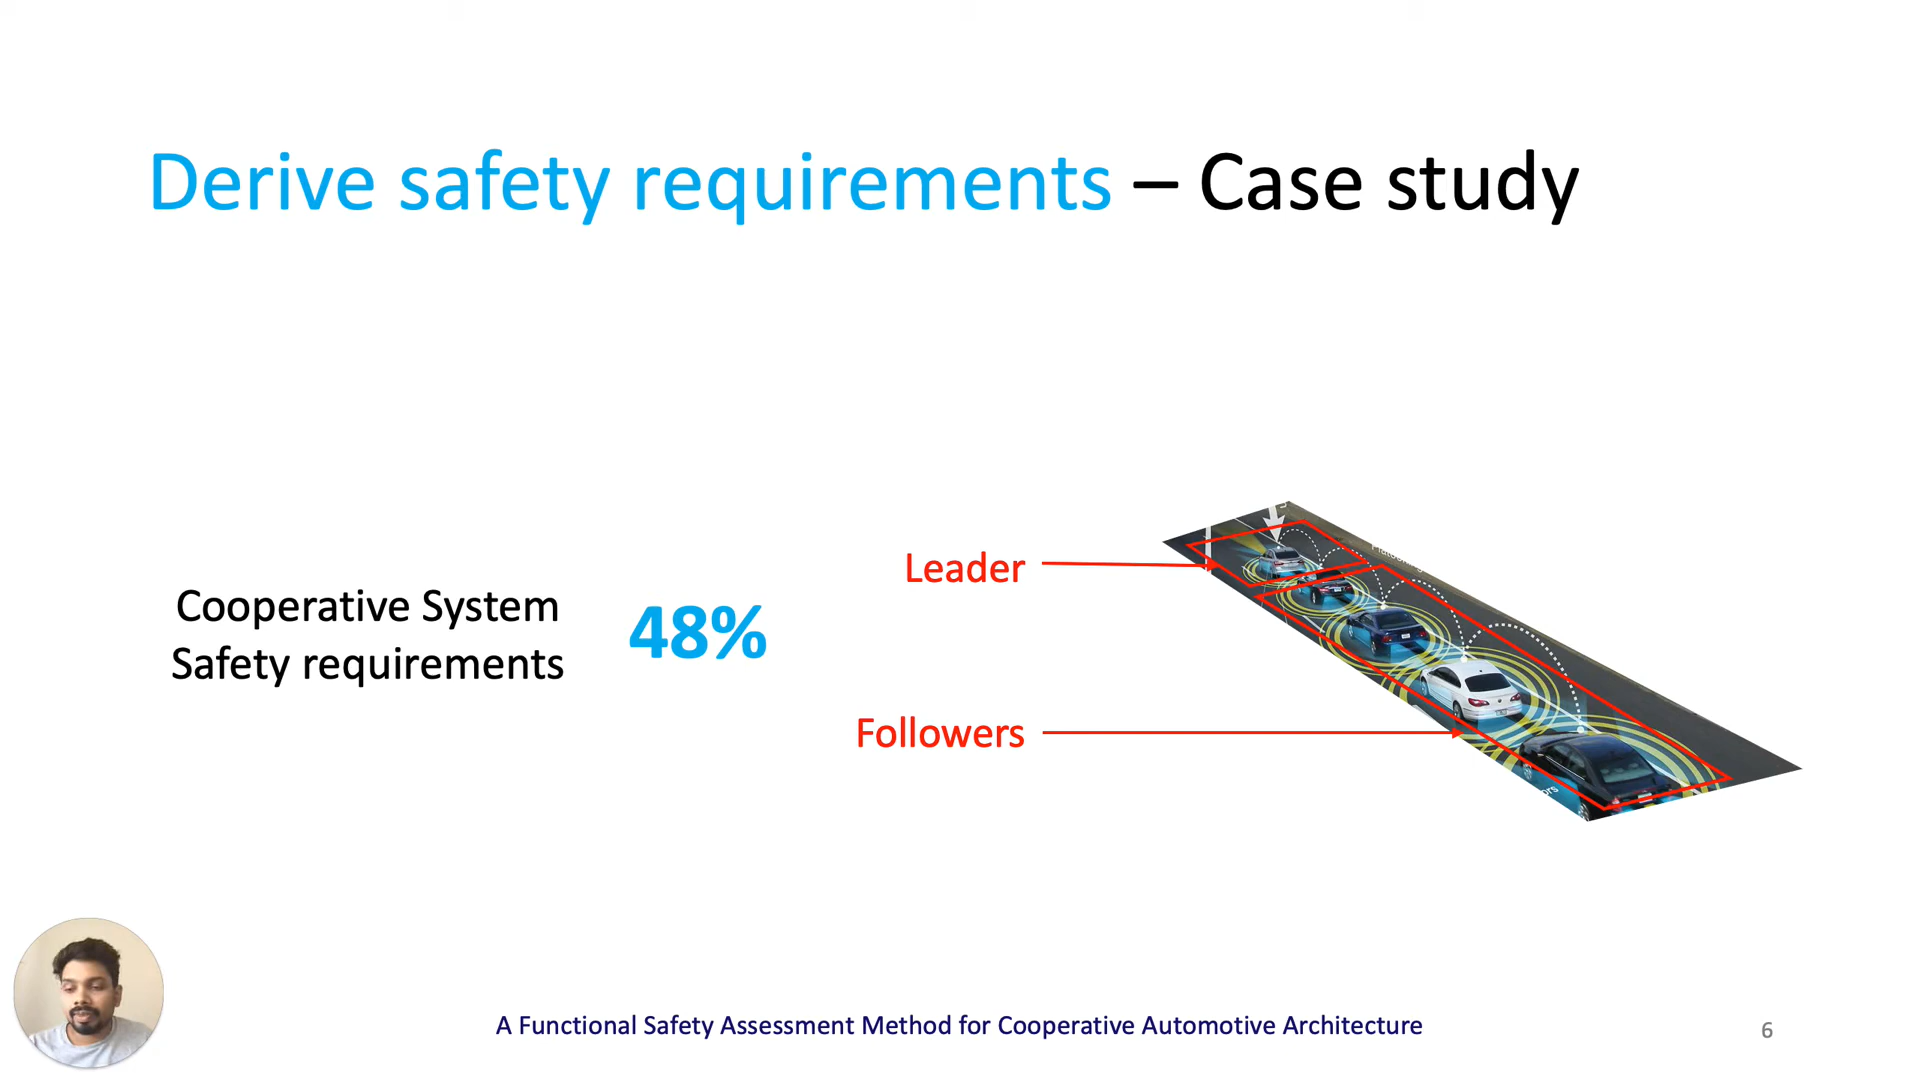 Derive safety requirements – Case study
Leader
Cooperative System
Safety requirements
48%
Followers
ors
A Functional Safety Assessment Method for Cooperative Automotive Architecture
6